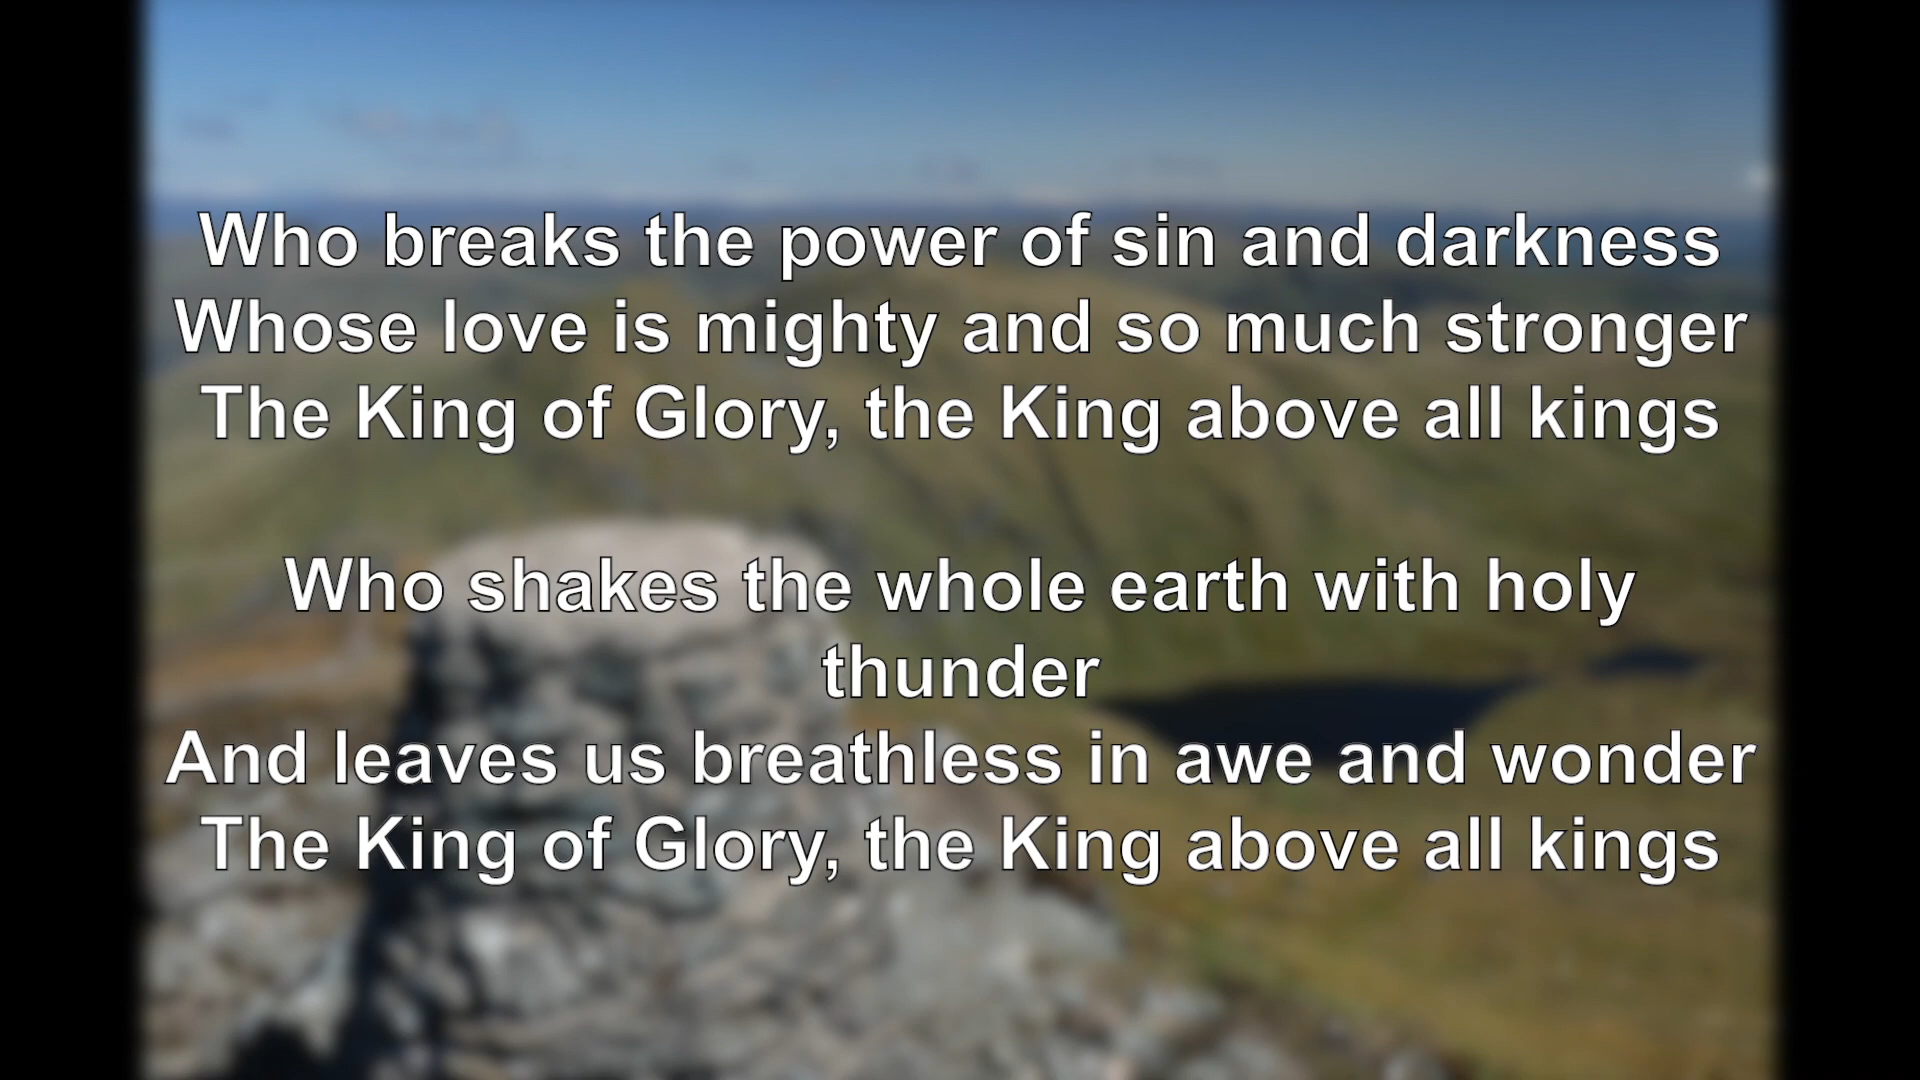 Who breaks the power of sin and darkness
Whose love is mighty and so much stronger
The King of Glory, the King above all kings
Who shakes the whole earth with holy
thunder
And leaves us breathless in awe and wonder
The King of Glory, the King above all kings